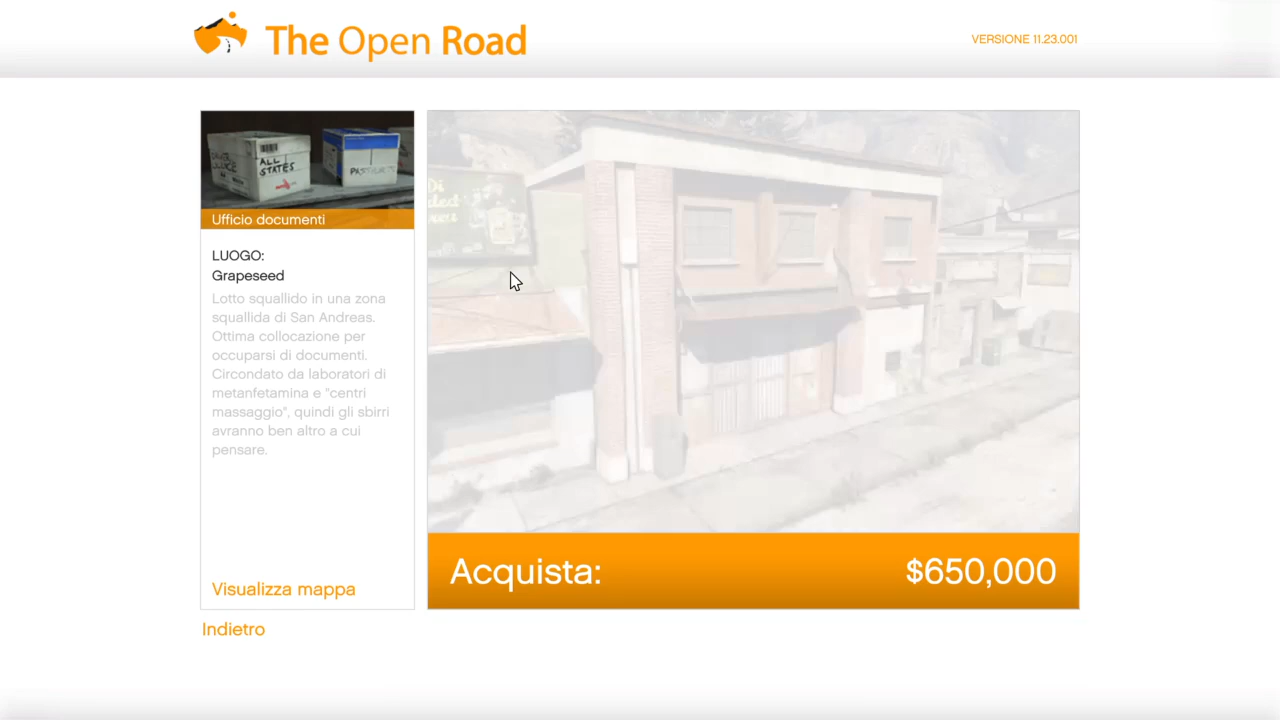 The Open Road
VERSIONE 11.23.001
ALL
STATES
Ufficio documenti
LUOGO:
Grapeseed
Lotto squallido in una zona
squallida di San Andreas.
Ottima collocazione per
occuparsi di documenti.
Circondato da laboratori di
metanfetamina e "centri
massaggio", quindi gli sbirri
avranno ben altro a cui
pensare.
Visualizza mappa
Indietro
Acquista:
$650,000